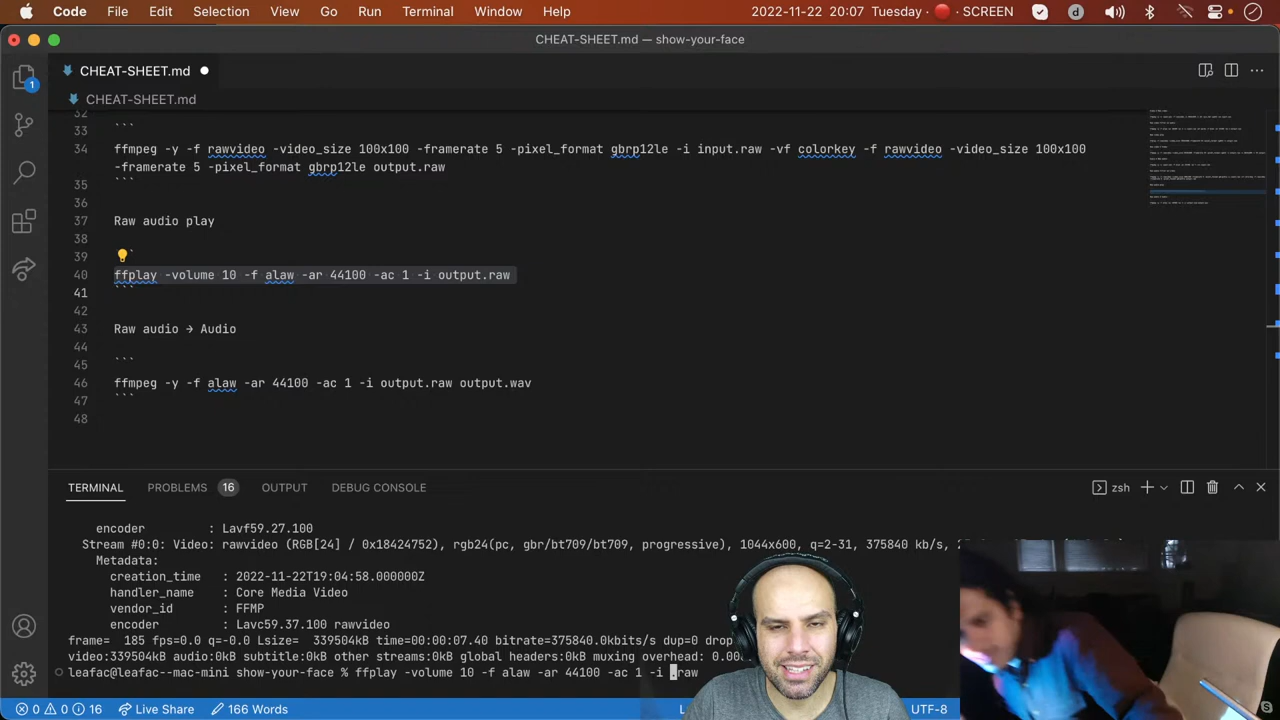 Code File Edit Selection View Go Run Terminal Window Help 2022-11-22 20:07 Tuesday SCREEN
CHEAT-SHEET.md — show-your-face
CHEAT-SHEET.md
CHEAT-SHEET.md
32
33 ```
34 ffmpeg -y -f rawvideo -video_size 100x100 -framerate 5 -pixel_format gbrp12le -i input.raw -vf colorkey -f rawvideo -video_size 100x100
-framerate 5 -pixel_format gbrp12le output.raw
35 ```
36
37 Raw audio play
38
39
40 ffplay -volume 10 -f alaw -ar 44100 -ac 1 -i output.raw
41 ```
42
43 Raw audio → Audio
44
45 ```
46 ffmpeg -y -f alaw -ar 44100 -ac 1 -i output.raw output.wav
47 ```
48
TERMINAL PROBLEMS 16 OUTPUT DEBUG CONSOLE zsh
encoder : Lavf59.27.100
Stream #0:0: Video: rawvideo (RGB[24] / 0x18424752), rgb24(pc, gbr/bt709/bt709, progressive), 1044x600, q=2-31, 375840 kb/s,
Metadata:
creation_time : 2022-11-22T19:04:58.000000Z
handler_name : Core Media Video
vendor_id : FFMP
encoder : Lavc59.37.100 rawvideo
frame= 185 fps=0.0 q=-0.0 Lsize= 339504kB time=00:00:07.40 bitrate=375840.0kbits/s dup=0 drop
video:339504kB audio:0kB subtitle:0kB other streams:0kB global headers:0kB muxing overhead:
leafac--mac-mini show-your-face % ffplay -volume 10 -f alaw -ar 44100 -ac 1 -i .raw
0 0 16 Live Share 166 Words UTF-8